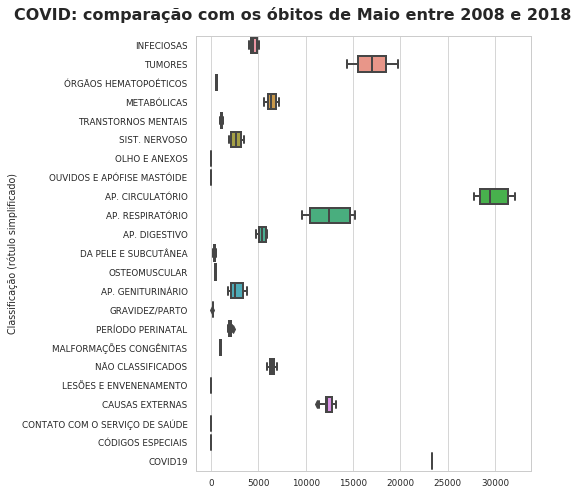 COVID: comparação com os óbitos de Maio entre 2008 e 2018
Classificação (rótulo simplificado)
INFECIOSAS
TUMORES
ÓRGÃOS HEMATOPOÉTICOS
METABÓLICAS
TRANSTORNOS MENTAIS
SIST. NERVOSO
OLHO E ANEXOS
OUVIDOS E APÓFISE MASTÓIDE
AP. CIRCULATÓRIO
AP. RESPIRATÓRIO
AP. DIGESTIVO
DA PELE E SUBCUTÂNEA
OSTEOMUSCULAR
AP. GENITURINÁRIO
GRAVIDEZ/PARTO
PERÍODO PERINATAL
MALFORMAÇÕES CONGÊNITAS
NÃO CLASSIFICADOS
LESÕES E ENVENENAMENTO
CAUSAS EXTERNAS
CONTATO COM O SERVIÇO DE SAÚDE
CÓDIGOS ESPECIAIS
COVID19
0 5000 10000 15000 20000 25000 30000